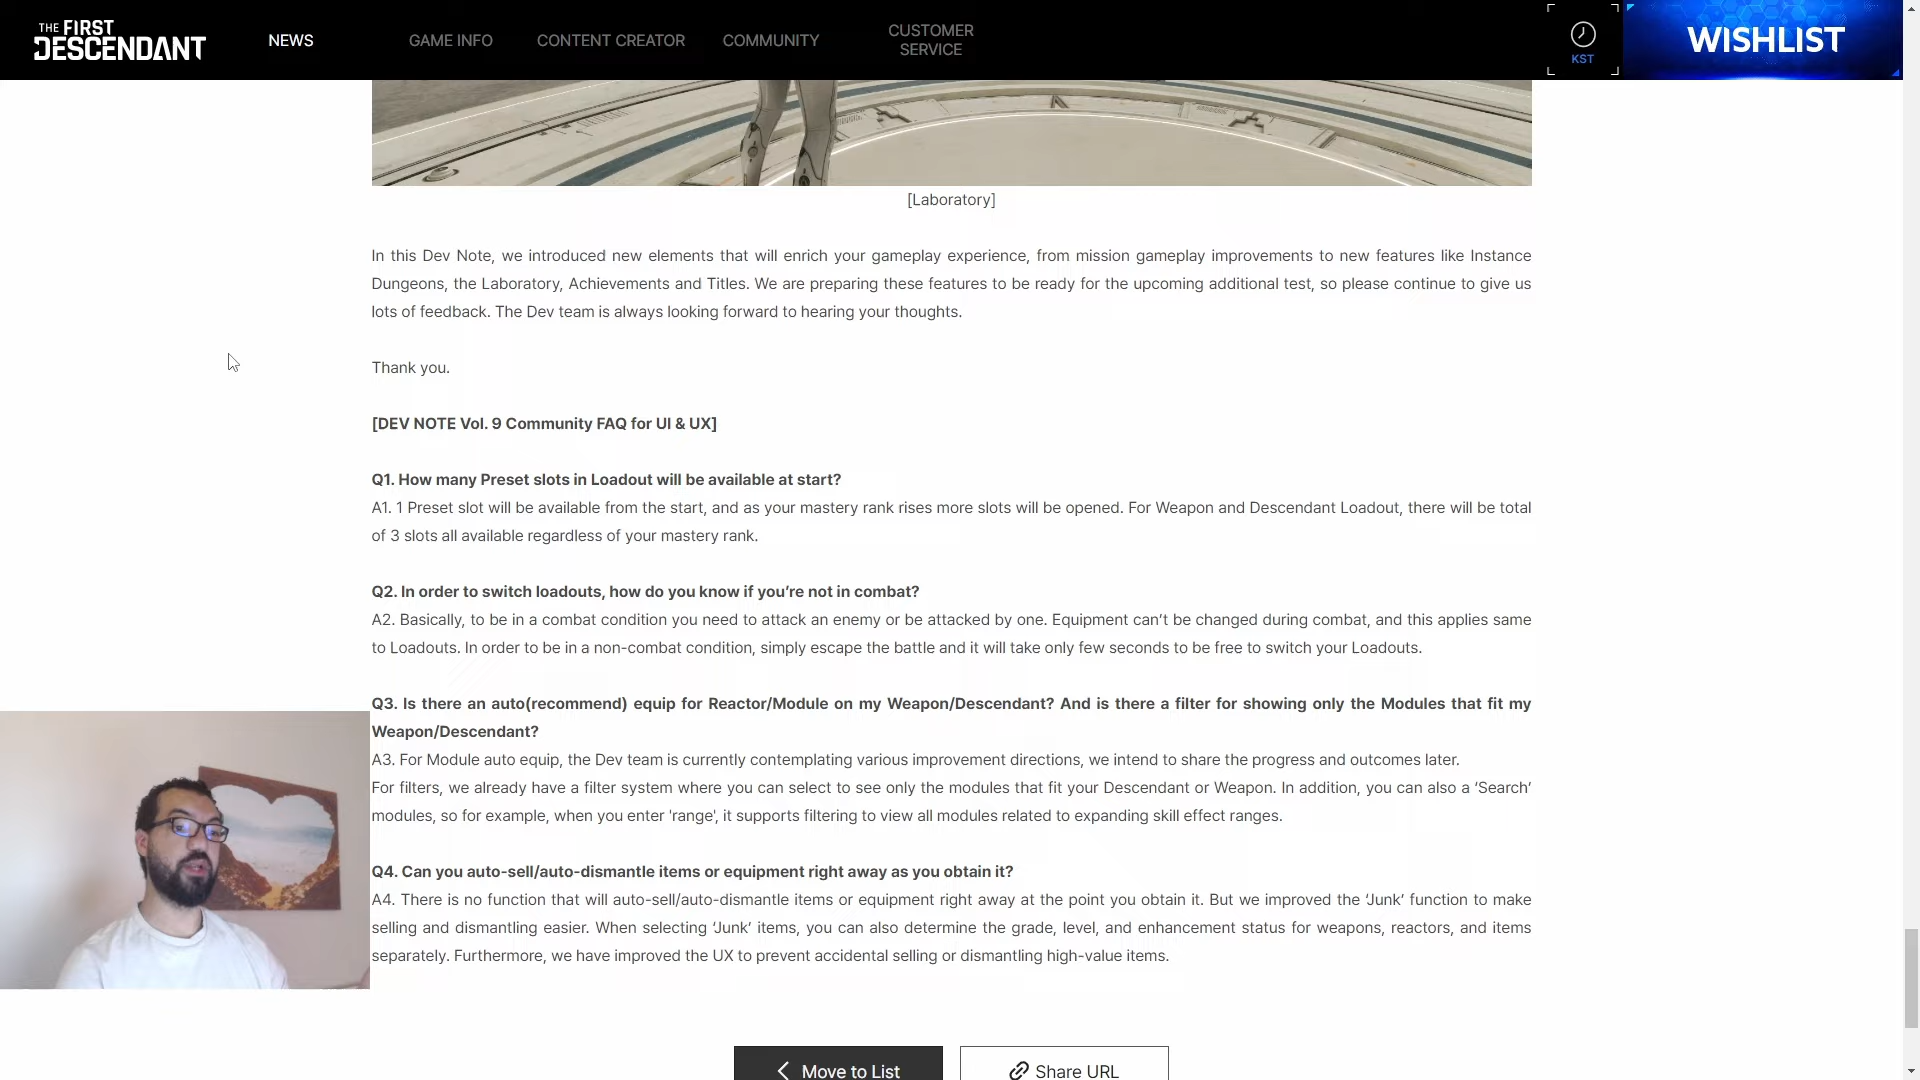 THE FIRST
DESCENDANT
NEWS
GAME INFO
CONTENT CREATOR
COMMUNITY
CUSTOMER
SERVICE
KST
WISHLIST
[Laboratory]
In this Dev Note, we introduced new elements that will enrich your gameplay experience, from mission gameplay improvements to new features like Instance
Dungeons, the Laboratory, Achievements and Titles. We are preparing these features to be ready for the upcoming additional test, so please continue to give us
lots of feedback. The Dev team is always looking forward to hearing your thoughts.
Thank you.
[DEV NOTE Vol. 9 Community FAQ for UI & UX]
Q1. How many Preset slots in Loadout will be available at start?
A1. 1 Preset slot will be available from the start, and as your mastery rank rises more slots will be opened. For Weapon and Descendant Loadout, there will be total
of 3 slots all available regardless of your mastery rank.
Q2. In order to switch loadouts, how do you know if you’re not in combat?
A2. Basically, to be in a combat condition you need to attack an enemy or be attacked by one. Equipment can’t be changed during combat, and this applies same
to Loadouts. In order to be in a non-combat condition, simply escape the battle and it will take only few seconds to be free to switch your Loadouts.
Q3. Is there an auto(recommend) equip for Reactor/Module on my Weapon/Descendant? And is there a filter for showing only the Modules that fit my
Weapon/Descendant?
A3. For Module auto equip, the Dev team is currently contemplating various improvement directions, we intend to share the progress and outcomes later.
For filters, we already have a filter system where you can select to see only the modules that fit your Descendant or Weapon. In addition, you can also a ‘Search’
modules, so for example, when you enter 'range', it supports filtering to view all modules related to expanding skill effect ranges.
Q4. Can you auto-sell/auto-dismantle items or equipment right away as you obtain it?
A4. There is no function that will auto-sell/auto-dismantle items or equipment right away at the point you obtain it. But we improved the ‘Junk’ function to make
selling and dismantling easier. When selecting ‘Junk’ items, you can also determine the grade, level, and enhancement status for weapons, reactors, and items
separately. Furthermore, we have improved the UX to prevent accidental selling or dismantling high-value items.
Move to List
Share URL